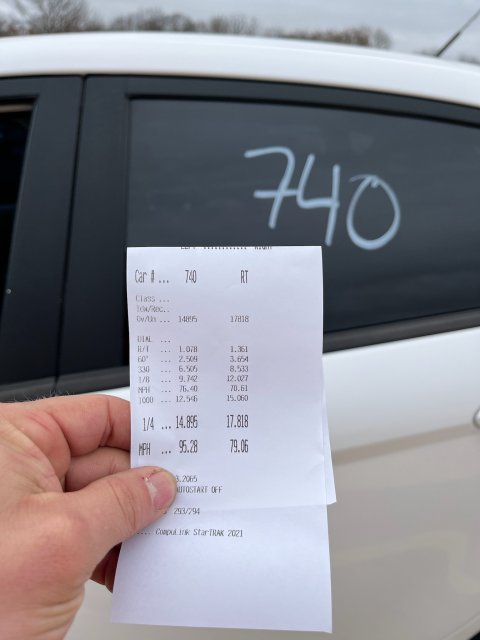 740
Car # ... 740 RT
Class ...
Ov/Un ... 14895 17818
DIAL ...
R/T ... 1.078 1.361
60' ... 2.509 3.654
330 ... 6.505 8.533
1/8 ... 9.742 12.027
MPH ... 76.40 70.61
1000 ... 12.546 15.060
1/4 ... 14.895 17.818
MPH ... 95.28 79.06
3.2065
AUTOSTART OFF
293/294
CompuLink StarTRAK 2021